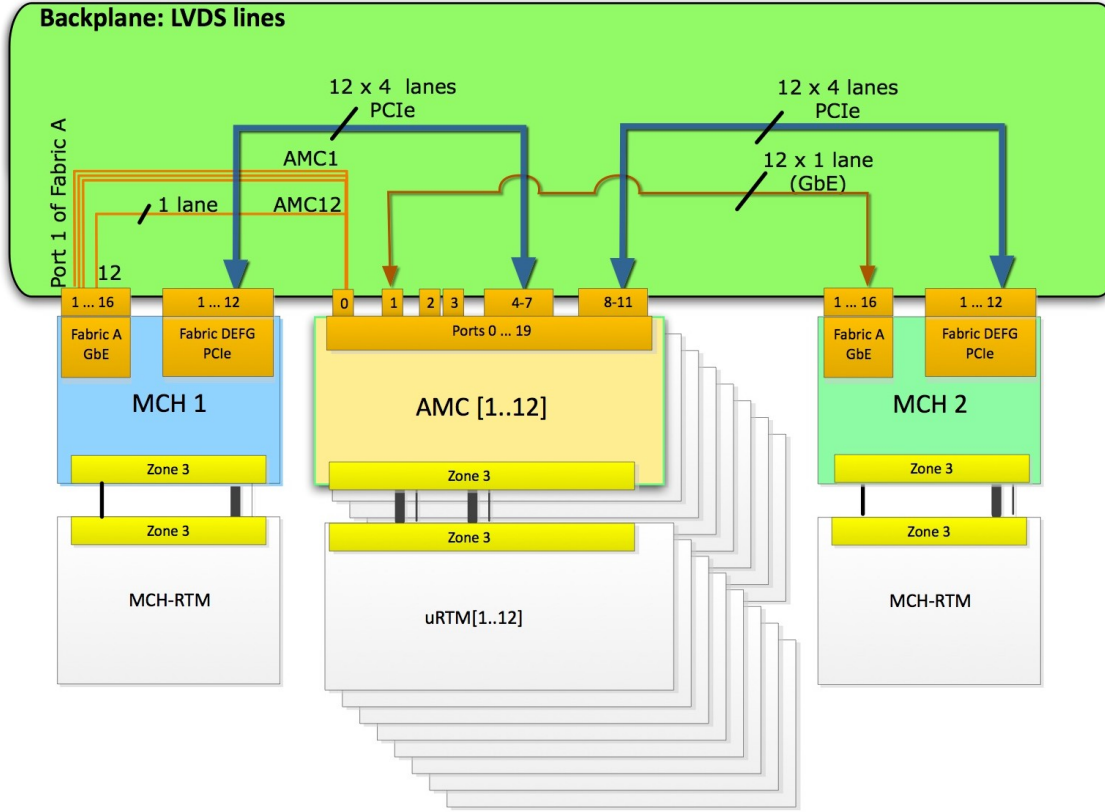 Backplane: LVDS lines
12 x 4 lanes
PCIe
12 x 4 lanes
PCIe
Port 1 of Fabric A
AMC1
12 x 1 lane
(GbE)
1 lane
AMC12
12
1 ... 16
1 ... 12
0
1
2
3
4-7
8-11
1 ... 16
1 ... 12
Fabric A
GbE
Fabric DEFG
PCIe
Ports 0 ... 19
Fabric A
GbE
Fabric DEFG
PCIe
MCH 1
AMC [1..12]
MCH 2
Zone 3
Zone 3
Zone 3
Zone 3
Zone 3
Zone 3
MCH-RTM
uRTM[1..12]
MCH-RTM